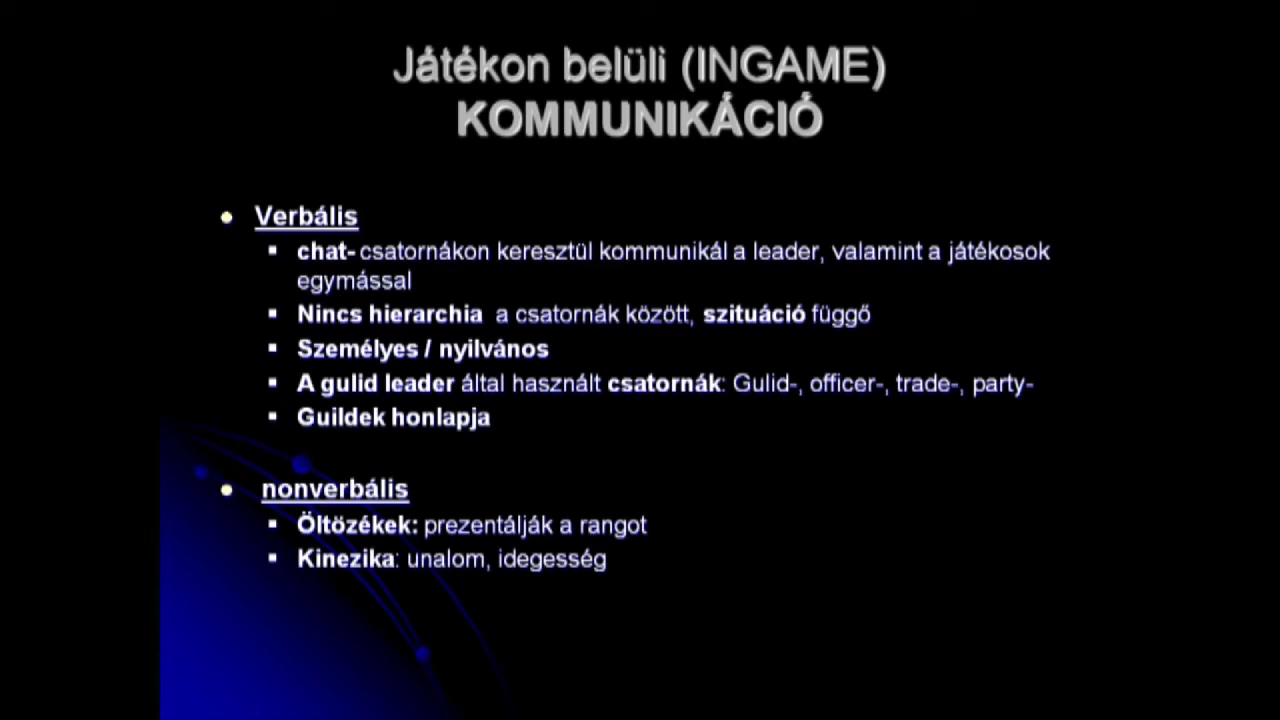 Játékon belüli (INGAME)
KOMMUNIKÁCIÓ
Verbális
chat- csatornákon keresztül kommunikál a leader, valamint a játékosok
egymással
Nincs hierarchia a csatornák között, szituáció függő
Személyes / nyilvános
A gulid leader által használt csatornák: Gulid-, officer-, trade-, party-
Guildek honlapja
nonverbális
Öltözékek: prezentálják a rangot
Kinezika: unalom, idegesség